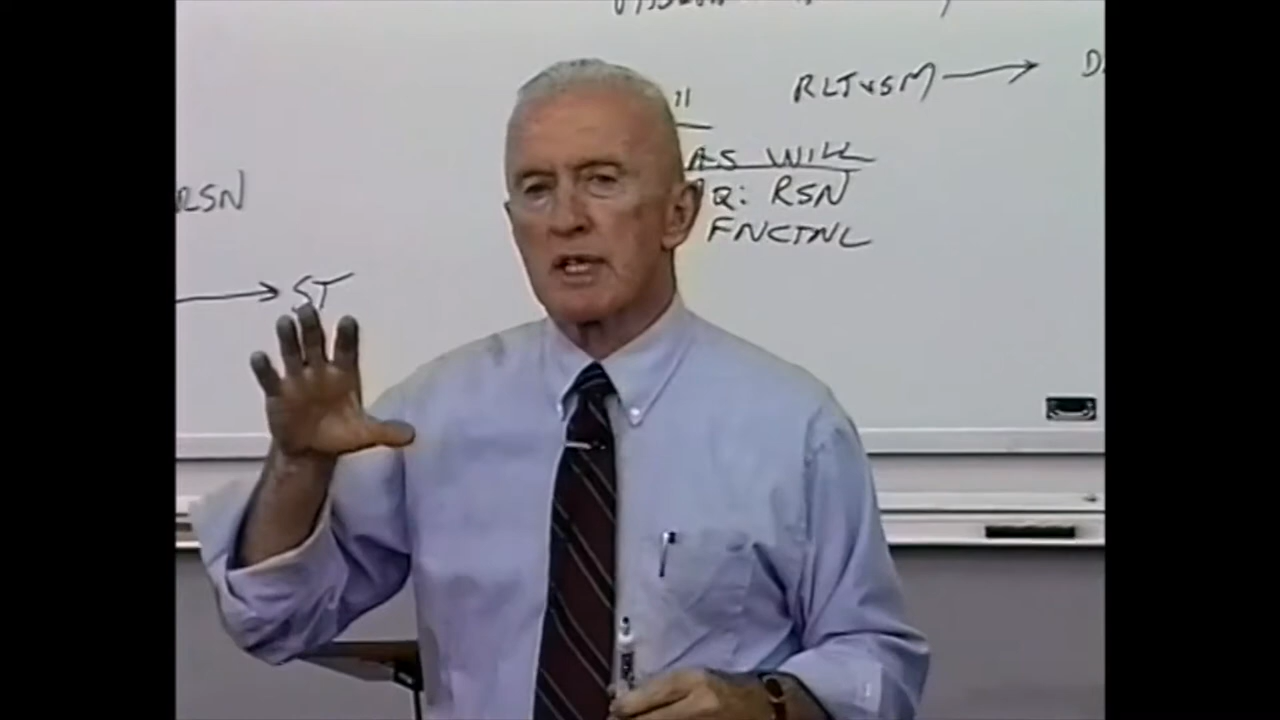 RLTVSM → D
"
AS WILL
RSN
Q: RSN
FNCTNL
→ ST